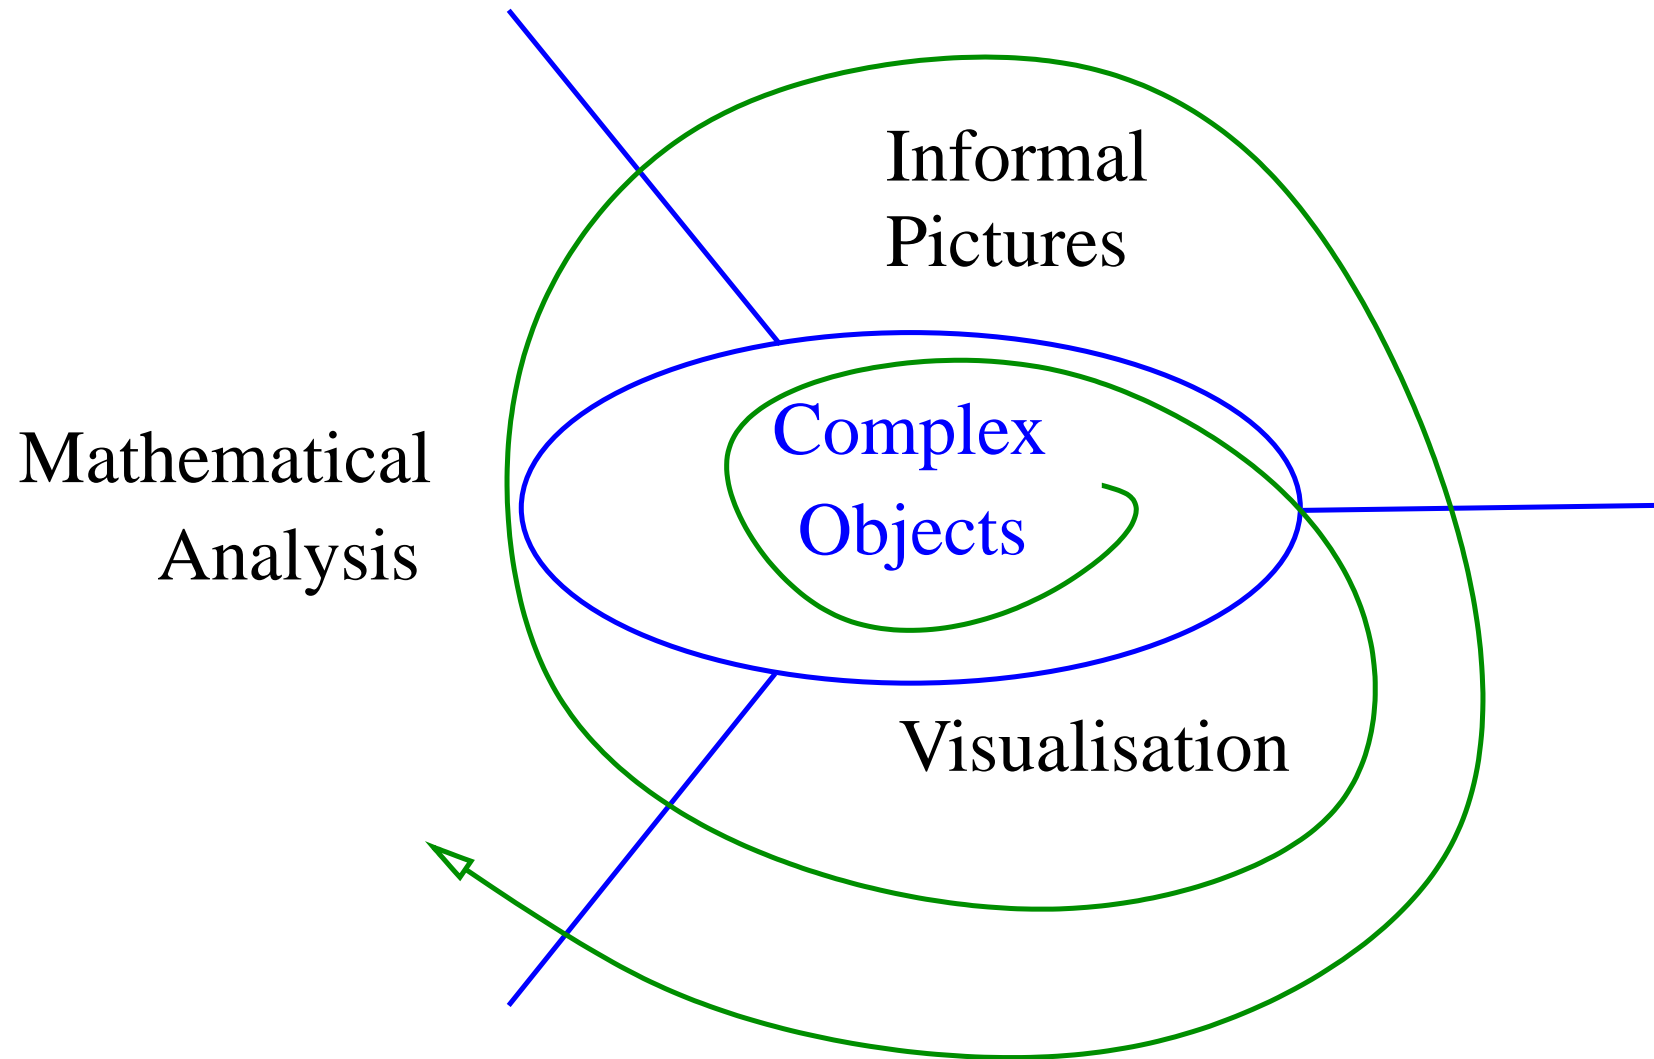 Informal
Pictures
Complex
Objects
Mathematical
Analysis
Visualisation